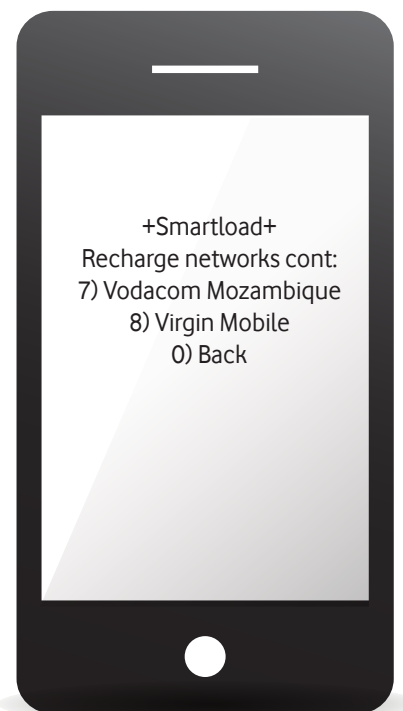 +Smartload+
Recharge networks cont:
7) Vodacom Mozambique
8) Virgin Mobile
0) Back